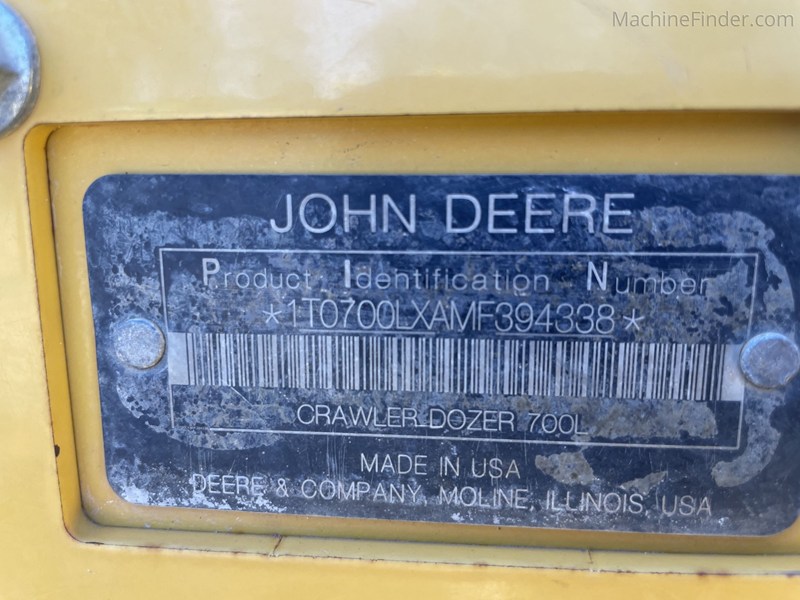 MachineFinder.com
JOHN DEERE
Product Identification Number
*1T0700LXAMF394338*
CRAWLER DOZER 700L
MADE IN USA
DEERE & COMPANY, MOLINE, ILLINOIS, USA